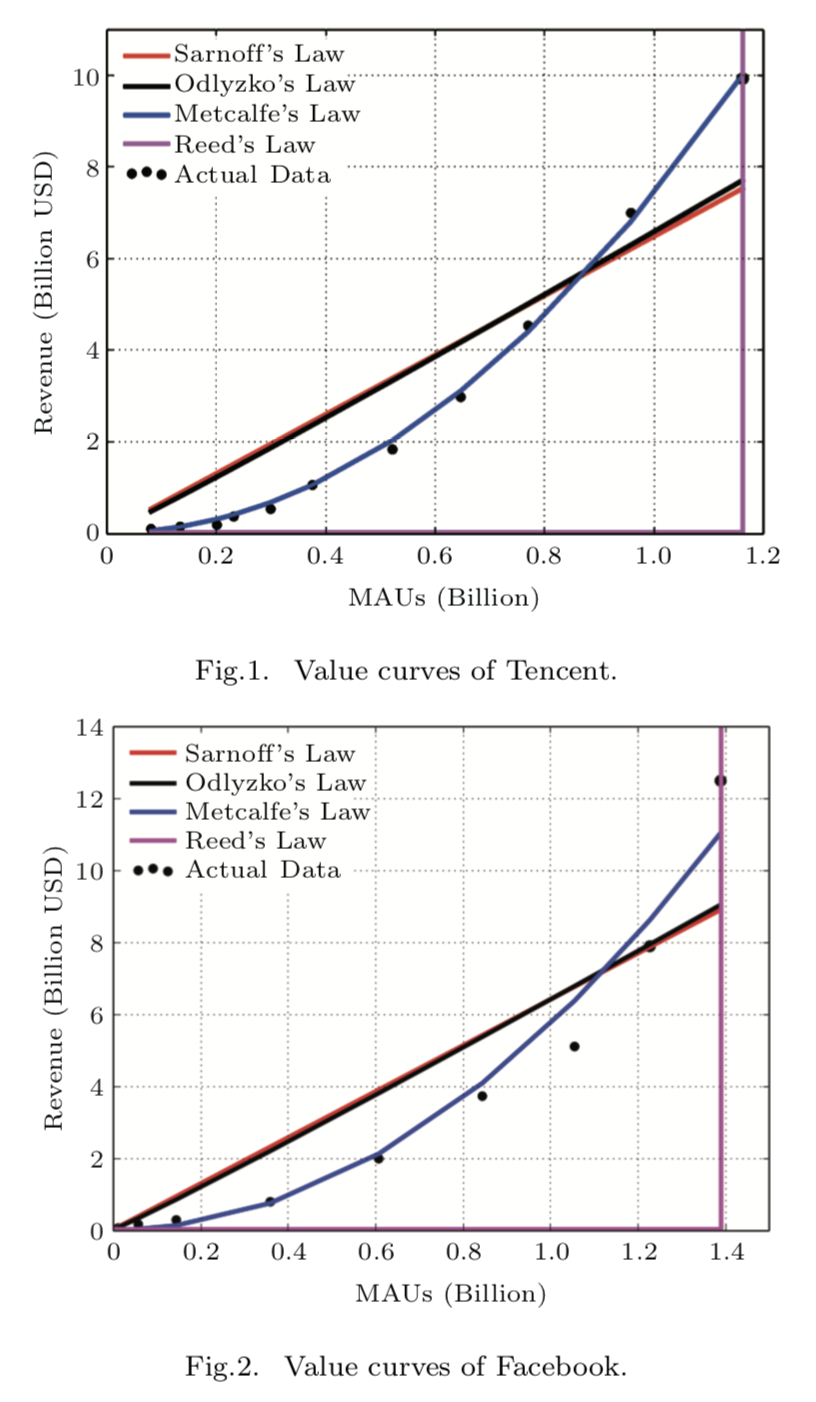 Sarnoff's Law
Odlyzko's Law
Metcalfe's Law
Reed's Law
Actual Data
10
8
6
4
2
0
Revenue (Billion USD)
0 0.2 0.4 0.6 0.8 1.0 1.2
MAUs (Billion)
Fig.1. Value curves of Tencent.
14
12
10
8
6
4
2
0
Revenue (Billion USD)
Sarnoff's Law
Odlyzko's Law
Metcalfe's Law
Reed's Law
Actual Data
0 0.2 0.4 0.6 0.8 1.0 1.2 1.4
MAUs (Billion)
Fig.2. Value curves of Facebook.